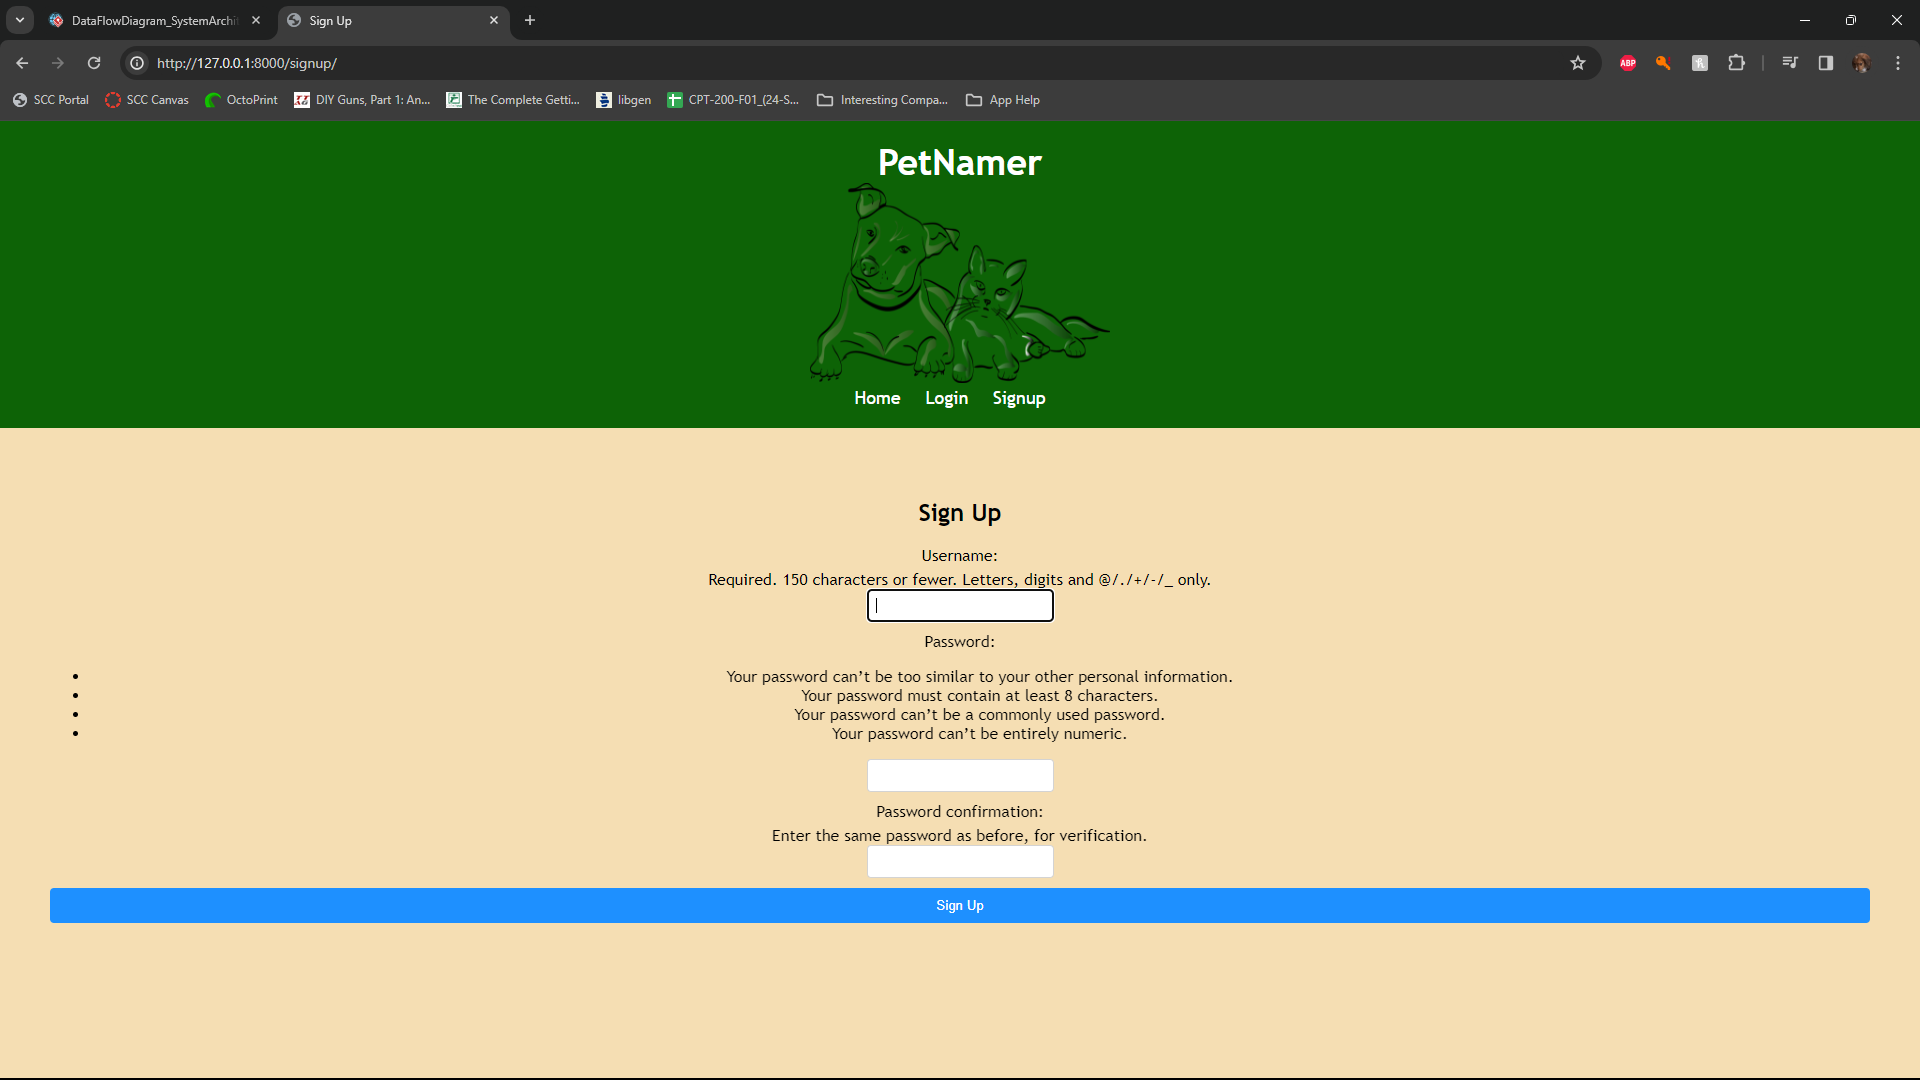 DataFlowDiagram_SystemArchit
Sign Up
http://127.0.0.1:8000/signup/
ABP
SCC Portal
SCC Canvas
OctoPrint
DIY Guns, Part 1: An...
The Complete Getti...
libgen
CPT-200-F01_(24-S...
Interesting Compa...
App Help
PetNamer
Home Login Signup
Sign Up
Username:
Required. 150 characters or fewer. Letters, digits and @/./+/-/_ only.
Password:
Your password can’t be too similar to your other personal information.
Your password must contain at least 8 characters.
Your password can’t be a commonly used password.
Your password can’t be entirely numeric.
Password confirmation:
Enter the same password as before, for verification.
Sign Up